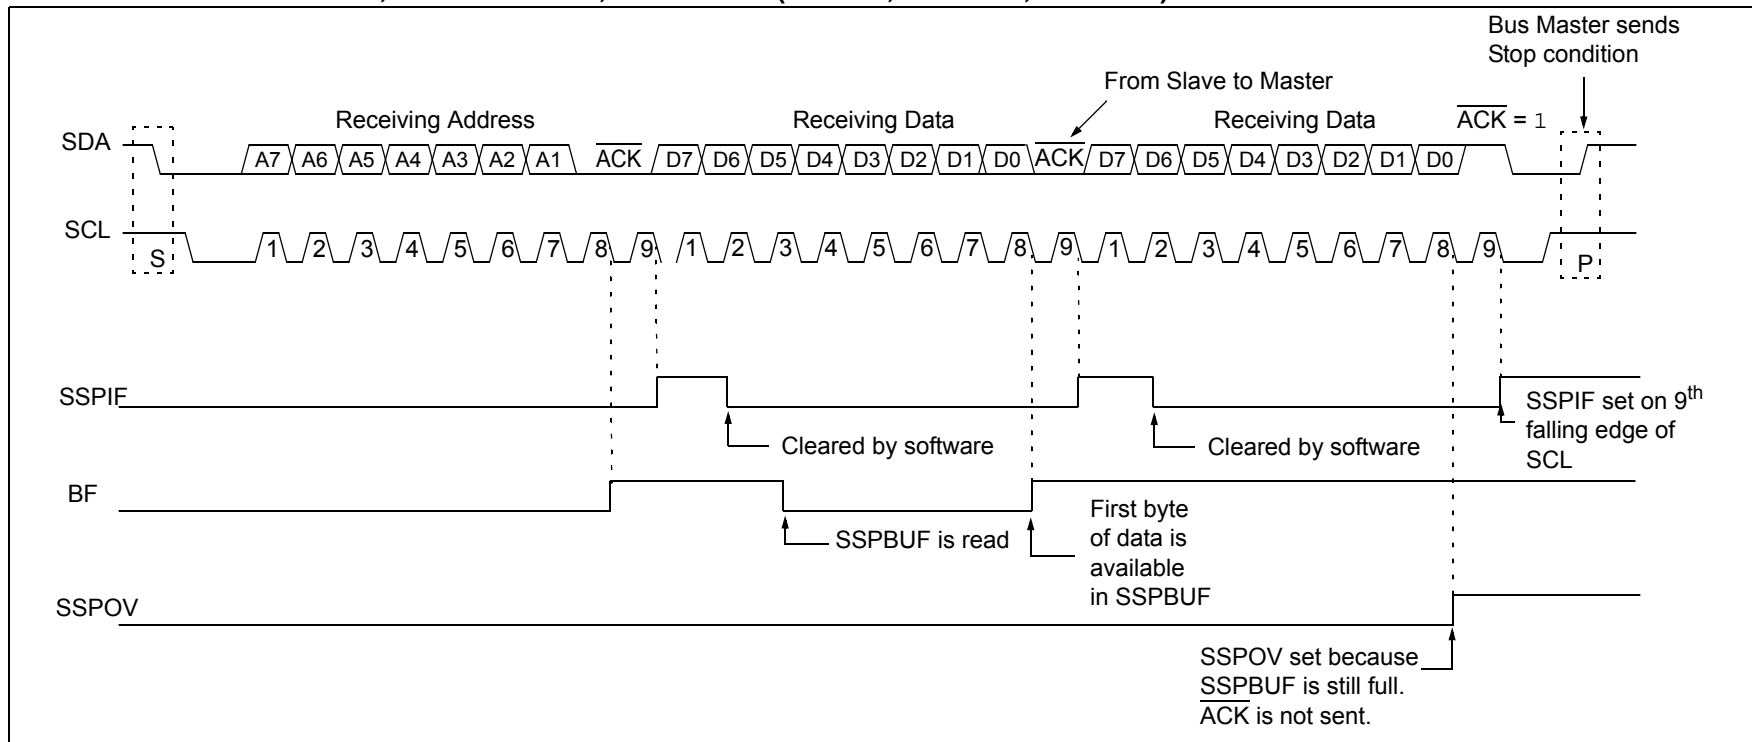 Bus Master sends
Stop condition
From Slave to Master
Receiving Address
Receiving Data
Receiving Data
ACK = 1
SDA
A7 A6 A5 A4 A3 A2 A1 ACK D7 D6 D5 D4 D3 D2 D1 D0 ACK D7 D6 D5 D4 D3 D2 D1 D0
SCL
S 1 2 3 4 5 6 7 8 9 1 2 3 4 5 6 7 8 9 1 2 3 4 5 6 7 8 9 P
SSPIF
Cleared by software
Cleared by software
SSPIF set on 9th
falling edge of
SCL
BF
SSPBUF is read
First byte
of data is
available
in SSPBUF
SSPOV
SSPOV set because
SSPBUF is still full.
ACK is not sent.